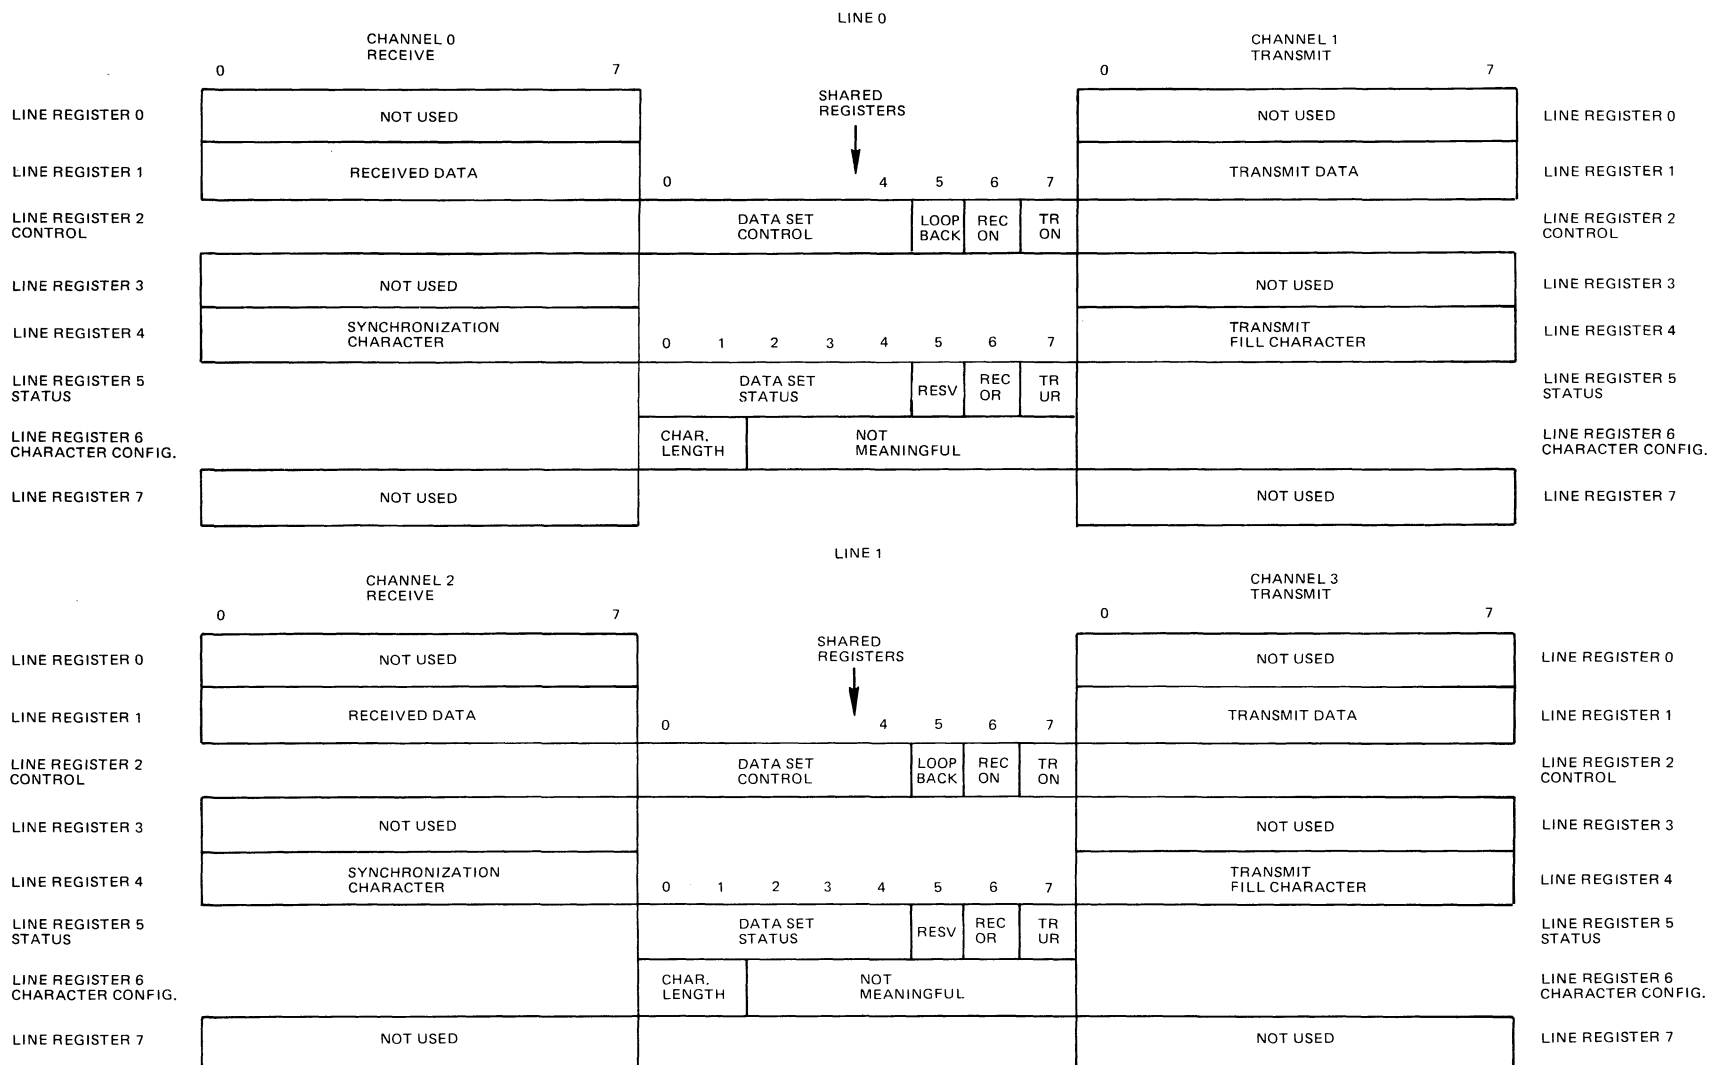 LINE 0
CHANNEL 0
RECEIVE
CHANNEL 1
TRANSMIT
0 7 0 7
SHARED
REGISTERS
LINE REGISTER 0 NOT USED NOT USED LINE REGISTER 0
LINE REGISTER 1 RECEIVED DATA 0 4 5 6 7 TRANSMIT DATA LINE REGISTER 1
LINE REGISTER 2
CONTROL
DATA SET
CONTROL
LOOP
BACK
REC
ON
TR
ON
LINE REGISTER 2
CONTROL
LINE REGISTER 3 NOT USED NOT USED LINE REGISTER 3
LINE REGISTER 4
SYNCHRONIZATION
CHARACTER
0 1 2 3 4 5 6 7
TRANSMIT
FILL CHARACTER
LINE REGISTER 4
LINE REGISTER 5
STATUS
DATA SET
STATUS
RESV
REC
OR
TR
UR
LINE REGISTER 5
STATUS
LINE REGISTER 6
CHARACTER CONFIG.
CHAR.
LENGTH
NOT
MEANINGFUL
LINE REGISTER 6
CHARACTER CONFIG.
LINE REGISTER 7 NOT USED NOT USED LINE REGISTER 7
LINE 1
CHANNEL 2
RECEIVE
CHANNEL 3
TRANSMIT
0 7 0 7
SHARED
REGISTERS
LINE REGISTER 0 NOT USED NOT USED LINE REGISTER 0
LINE REGISTER 1 RECEIVED DATA 0 4 5 6 7 TRANSMIT DATA LINE REGISTER 1
LINE REGISTER 2
CONTROL
DATA SET
CONTROL
LOOP
BACK
REC
ON
TR
ON
LINE REGISTER 2
CONTROL
LINE REGISTER 3 NOT USED NOT USED LINE REGISTER 3
LINE REGISTER 4
SYNCHRONIZATION
CHARACTER
0 1 2 3 4 5 6 7
TRANSMIT
FILL CHARACTER
LINE REGISTER 4
LINE REGISTER 5
STATUS
DATA SET
STATUS
RESV
REC
OR
TR
UR
LINE REGISTER 5
STATUS
LINE REGISTER 6
CHARACTER CONFIG.
CHAR.
LENGTH
NOT
MEANINGFUL
LINE REGISTER 6
CHARACTER CONFIG.
LINE REGISTER 7 NOT USED NOT USED LINE REGISTER 7